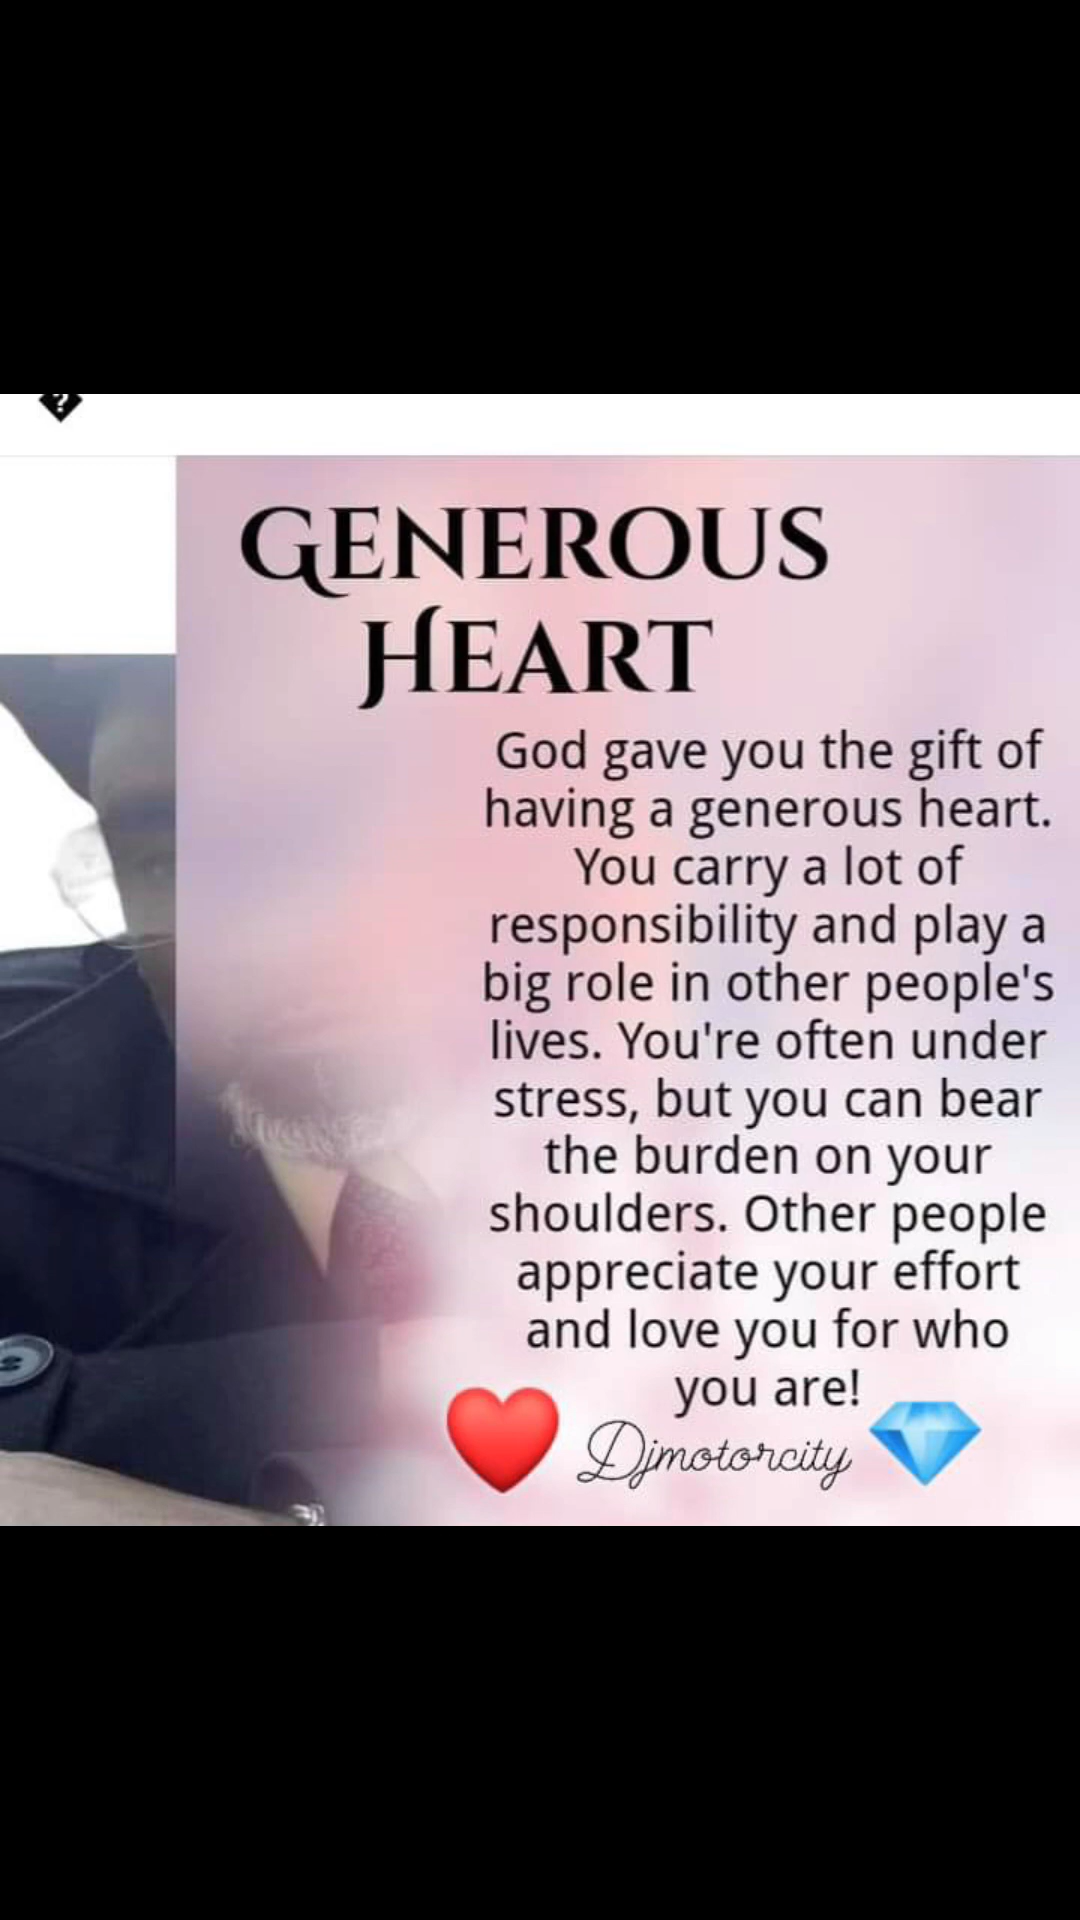 GENEROUS
HEART
God gave you the gift of
having a generous heart.
You carry a lot of
responsibility and play a
big role in other people's
lives. You're often under
stress, but you can bear
the burden on your
shoulders. Other people
appreciate your effort
and love you for who
you are!
Djmotorcity